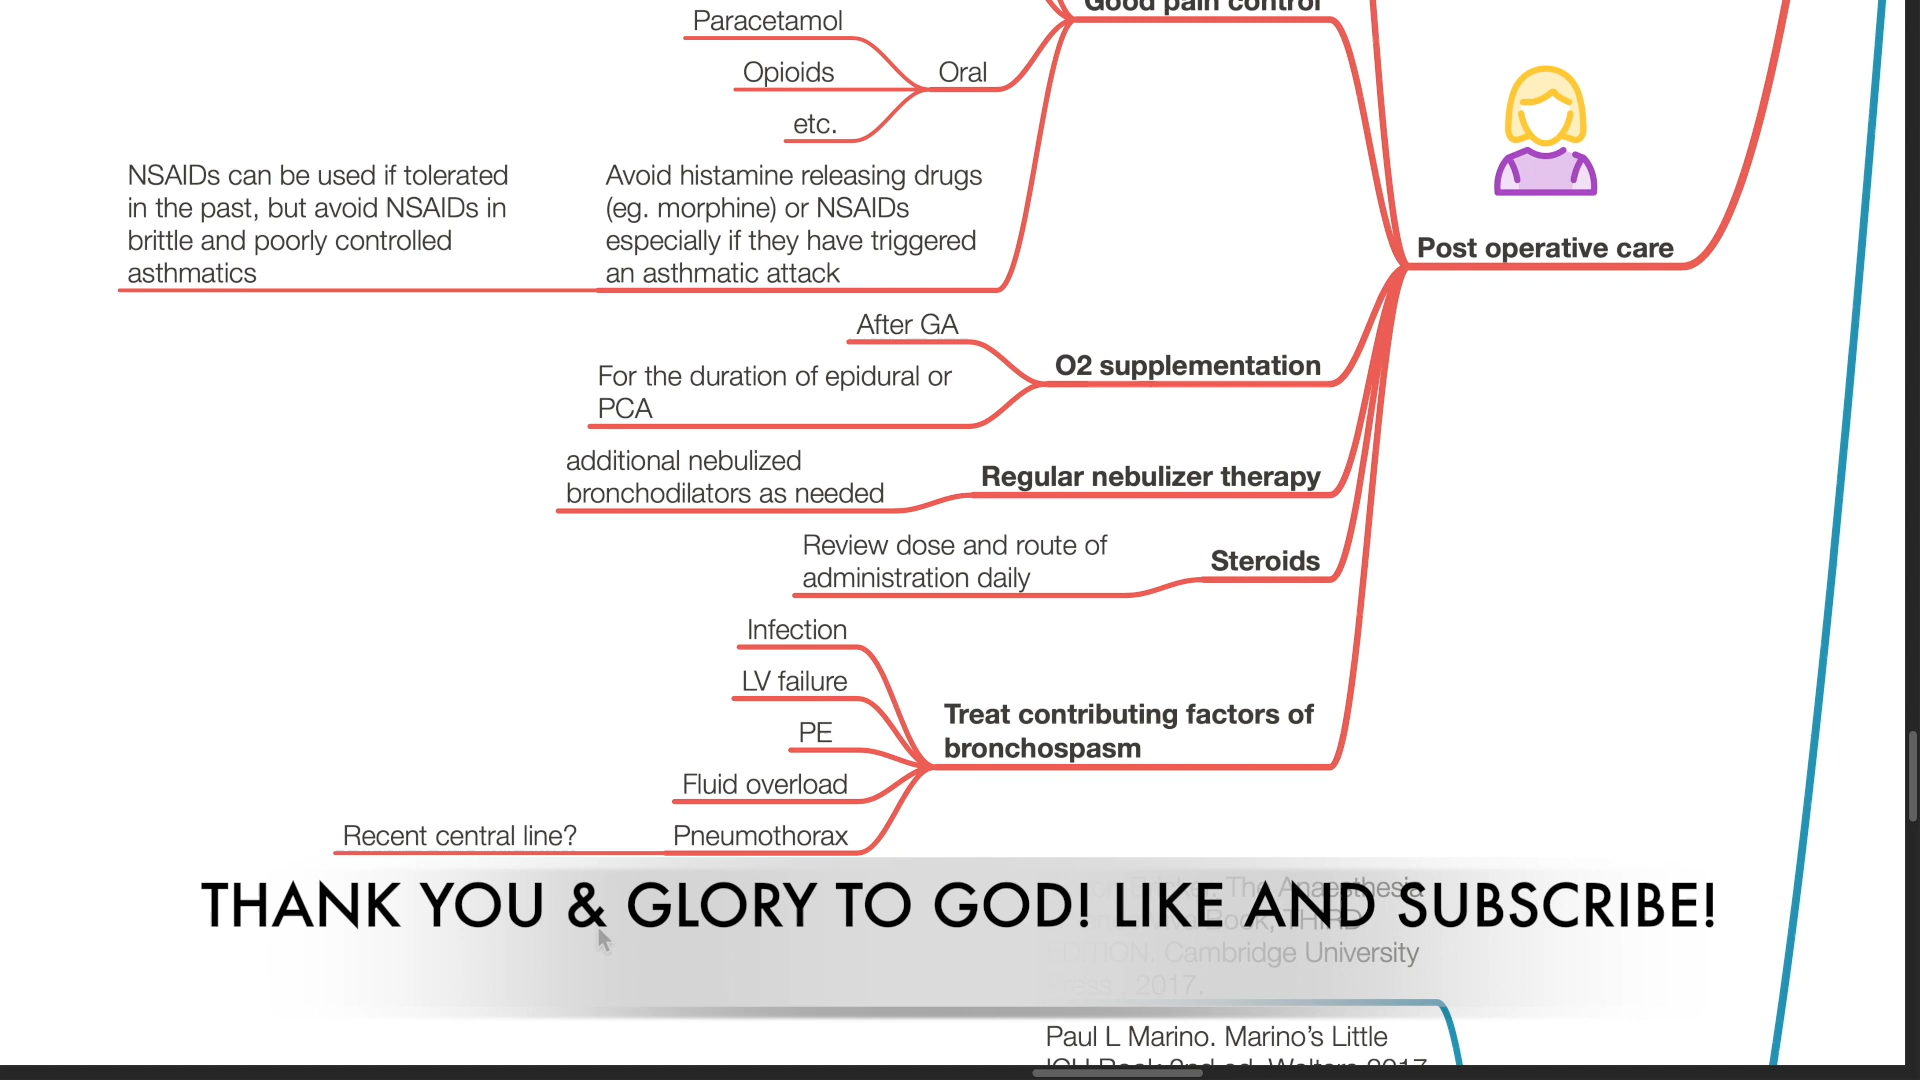 Good pain control
Paracetamol
Opioids
Oral
etc.
NSAIDs can be used if tolerated
in the past, but avoid NSAIDs in
brittle and poorly controlled
asthmatics
Avoid histamine releasing drugs
(eg. morphine) or NSAIDs
especially if they have triggered
an asthmatic attack
Post operative care
After GA
For the duration of epidural or
PCA
O2 supplementation
additional nebulized
bronchodilators as needed
Regular nebulizer therapy
Review dose and route of
administration daily
Steroids
Infection
LV failure
PE
Fluid overload
Recent central line?
Pneumothorax
Treat contributing factors of
bronchospasm
THANK YOU & GLORY TO GOD! LIKE AND SUBSCRIBE!
The Anaesthesia
Book, THIRD
Cambridge University
2017.
Paul L Marino. Marino's Little